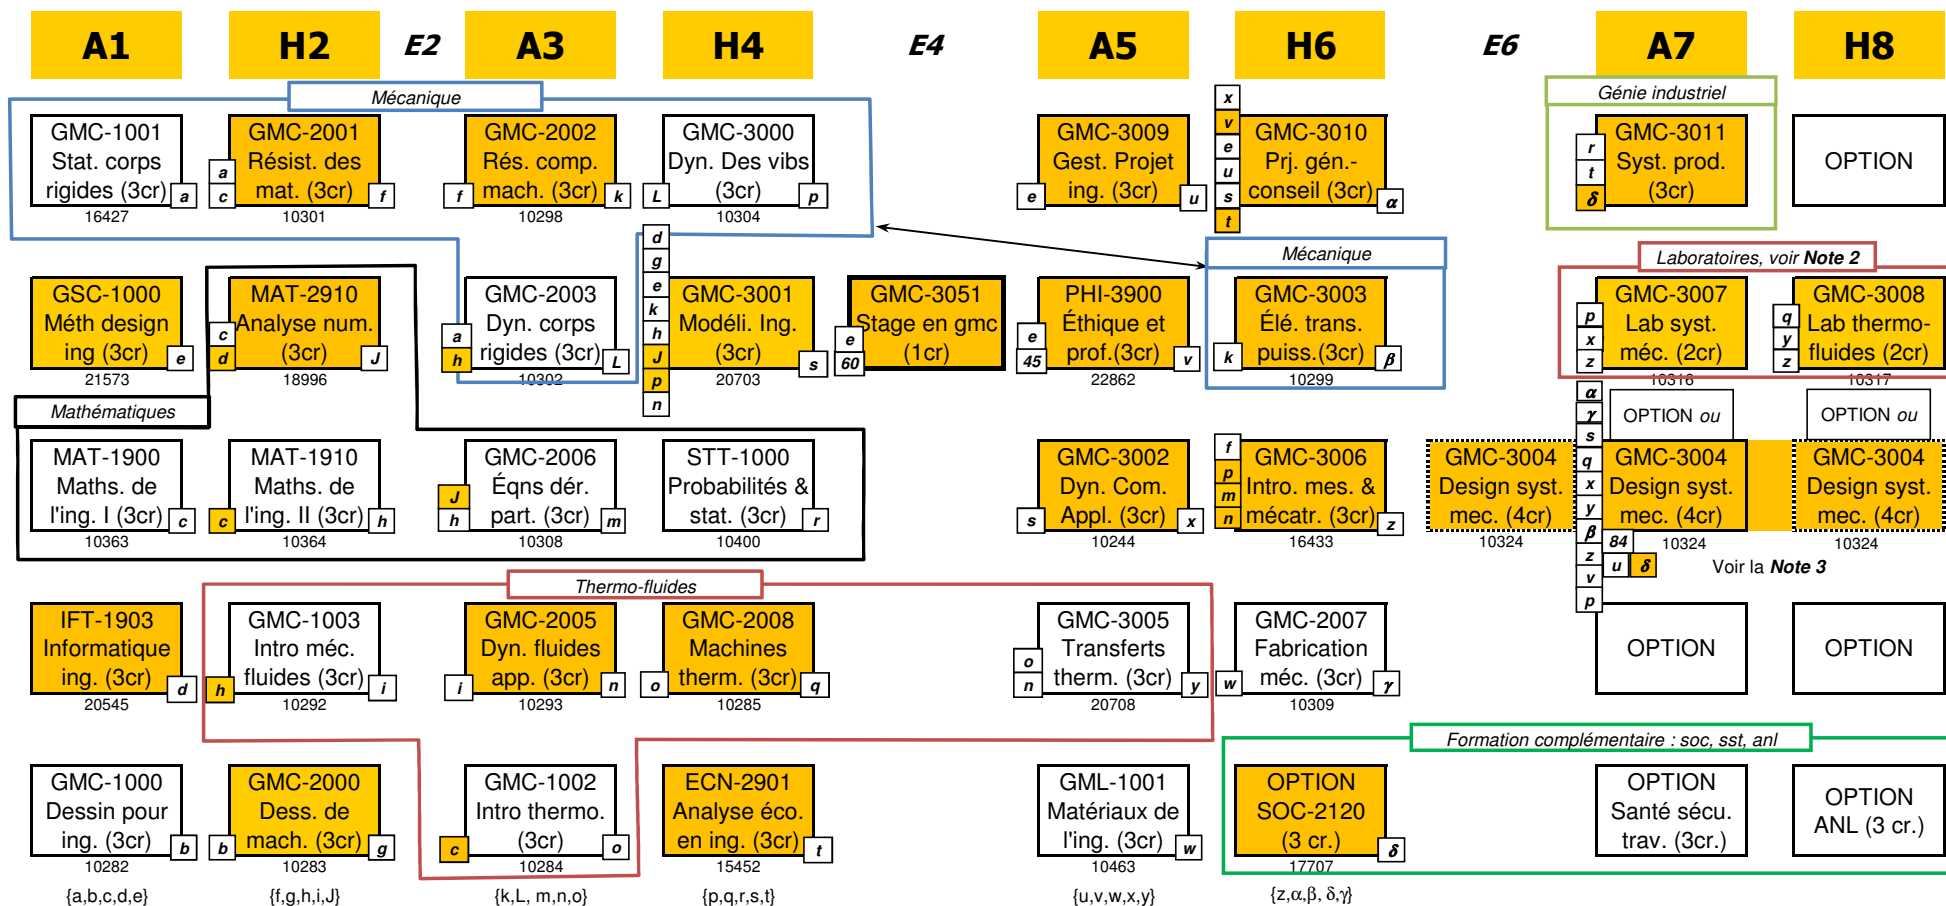 A1 H2 E2 A3 H4 E4 A5 H6 E6 A7 H8
Mécanique
Génie industriel
GMC-1001
Stat. corps
rigides (3cr)
a
16427
a
c
GMC-2001
Résist. des
mat. (3cr)
f
10301
f
GMC-2002
Rés. comp.
mach. (3cr)
k
10298
L
GMC-3000
Dyn. Des vibs
(3cr)
p
10304
e
GMC-3009
Gest. Projet
ing. (3cr)
u
x
v
e
u
s
t
GMC-3010
Prj. gén.-
conseil (3cr)
α
r
t
δ
GMC-3011
Syst. prod.
(3cr)
OPTION
Mécanique
Laboratoires, voir Note 2
GSC-1000
Méth design
ing (3cr)
e
21573
c
d
MAT-2910
Analyse num.
(3cr)
J
18996
a
h
GMC-2003
Dyn. corps
rigides (3cr)
L
10302
d
g
e
k
h
J
p
n
GMC-3001
Modéli. Ing.
(3cr)
s
20703
e
60
GMC-3051
Stage en gmc
(1cr)
e
45
PHI-3900
Éthique et
prof.(3cr)
v
22862
k
GMC-3003
Élé. trans.
puiss.(3cr)
β
10299
p
x
z
GMC-3007
Lab syst.
méc. (2cr)
10316
q
y
z
GMC-3008
Lab thermo-
fluides (2cr)
10317
Mathématiques
OPTION ou
OPTION ou
MAT-1900
Maths. de
l'ing. I (3cr)
c
10363
c
MAT-1910
Maths. de
l'ing. II (3cr)
h
10364
J
h
GMC-2006
Éqns dér.
part. (3cr)
m
10308
STT-1000
Probabilités &
stat. (3cr)
r
10400
s
GMC-3002
Dyn. Com.
Appl. (3cr)
x
10244
f
p
m
n
GMC-3006
Intro. mes. &
mécatr. (3cr)
z
16433
GMC-3004
Design syst.
mec. (4cr)
10324
α
γ
s
q
x
y
β
z
v
p
84
u
δ
GMC-3004
Design syst.
mec. (4cr)
10324
GMC-3004
Design syst.
mec. (4cr)
10324
Voir la Note 3
Thermo-fluides
IFT-1903
Informatique
ing. (3cr)
d
20545
h
GMC-1003
Intro méc.
fluides (3cr)
i
10292
i
GMC-2005
Dyn. fluides
app. (3cr)
n
10293
o
GMC-2008
Machines
therm. (3cr)
q
10285
o
n
GMC-3005
Transferts
therm. (3cr)
y
20708
w
GMC-2007
Fabrication
méc. (3cr)
γ
10309
OPTION
OPTION
Formation complémentaire : soc, sst, anl
GMC-1000
Dessin pour
ing. (3cr)
b
10282
b
GMC-2000
Dess. de
mach. (3cr)
g
10283
c
GMC-1002
Intro thermo.
(3cr)
o
10284
ECN-2901
Analyse éco.
en ing. (3cr)
t
15452
GML-1001
Matériaux de
l'ing. (3cr)
w
10463
OPTION
SOC-2120
(3 cr.)
δ
17707
OPTION
Santé sécu.
trav. (3cr.)
OPTION
ANL (3 cr.)
{a,b,c,d,e} {f,g,h,i,J} {k,L, m,n,o} {p,q,r,s,t} {u,v,w,x,y} {z,α,β, δ,γ}